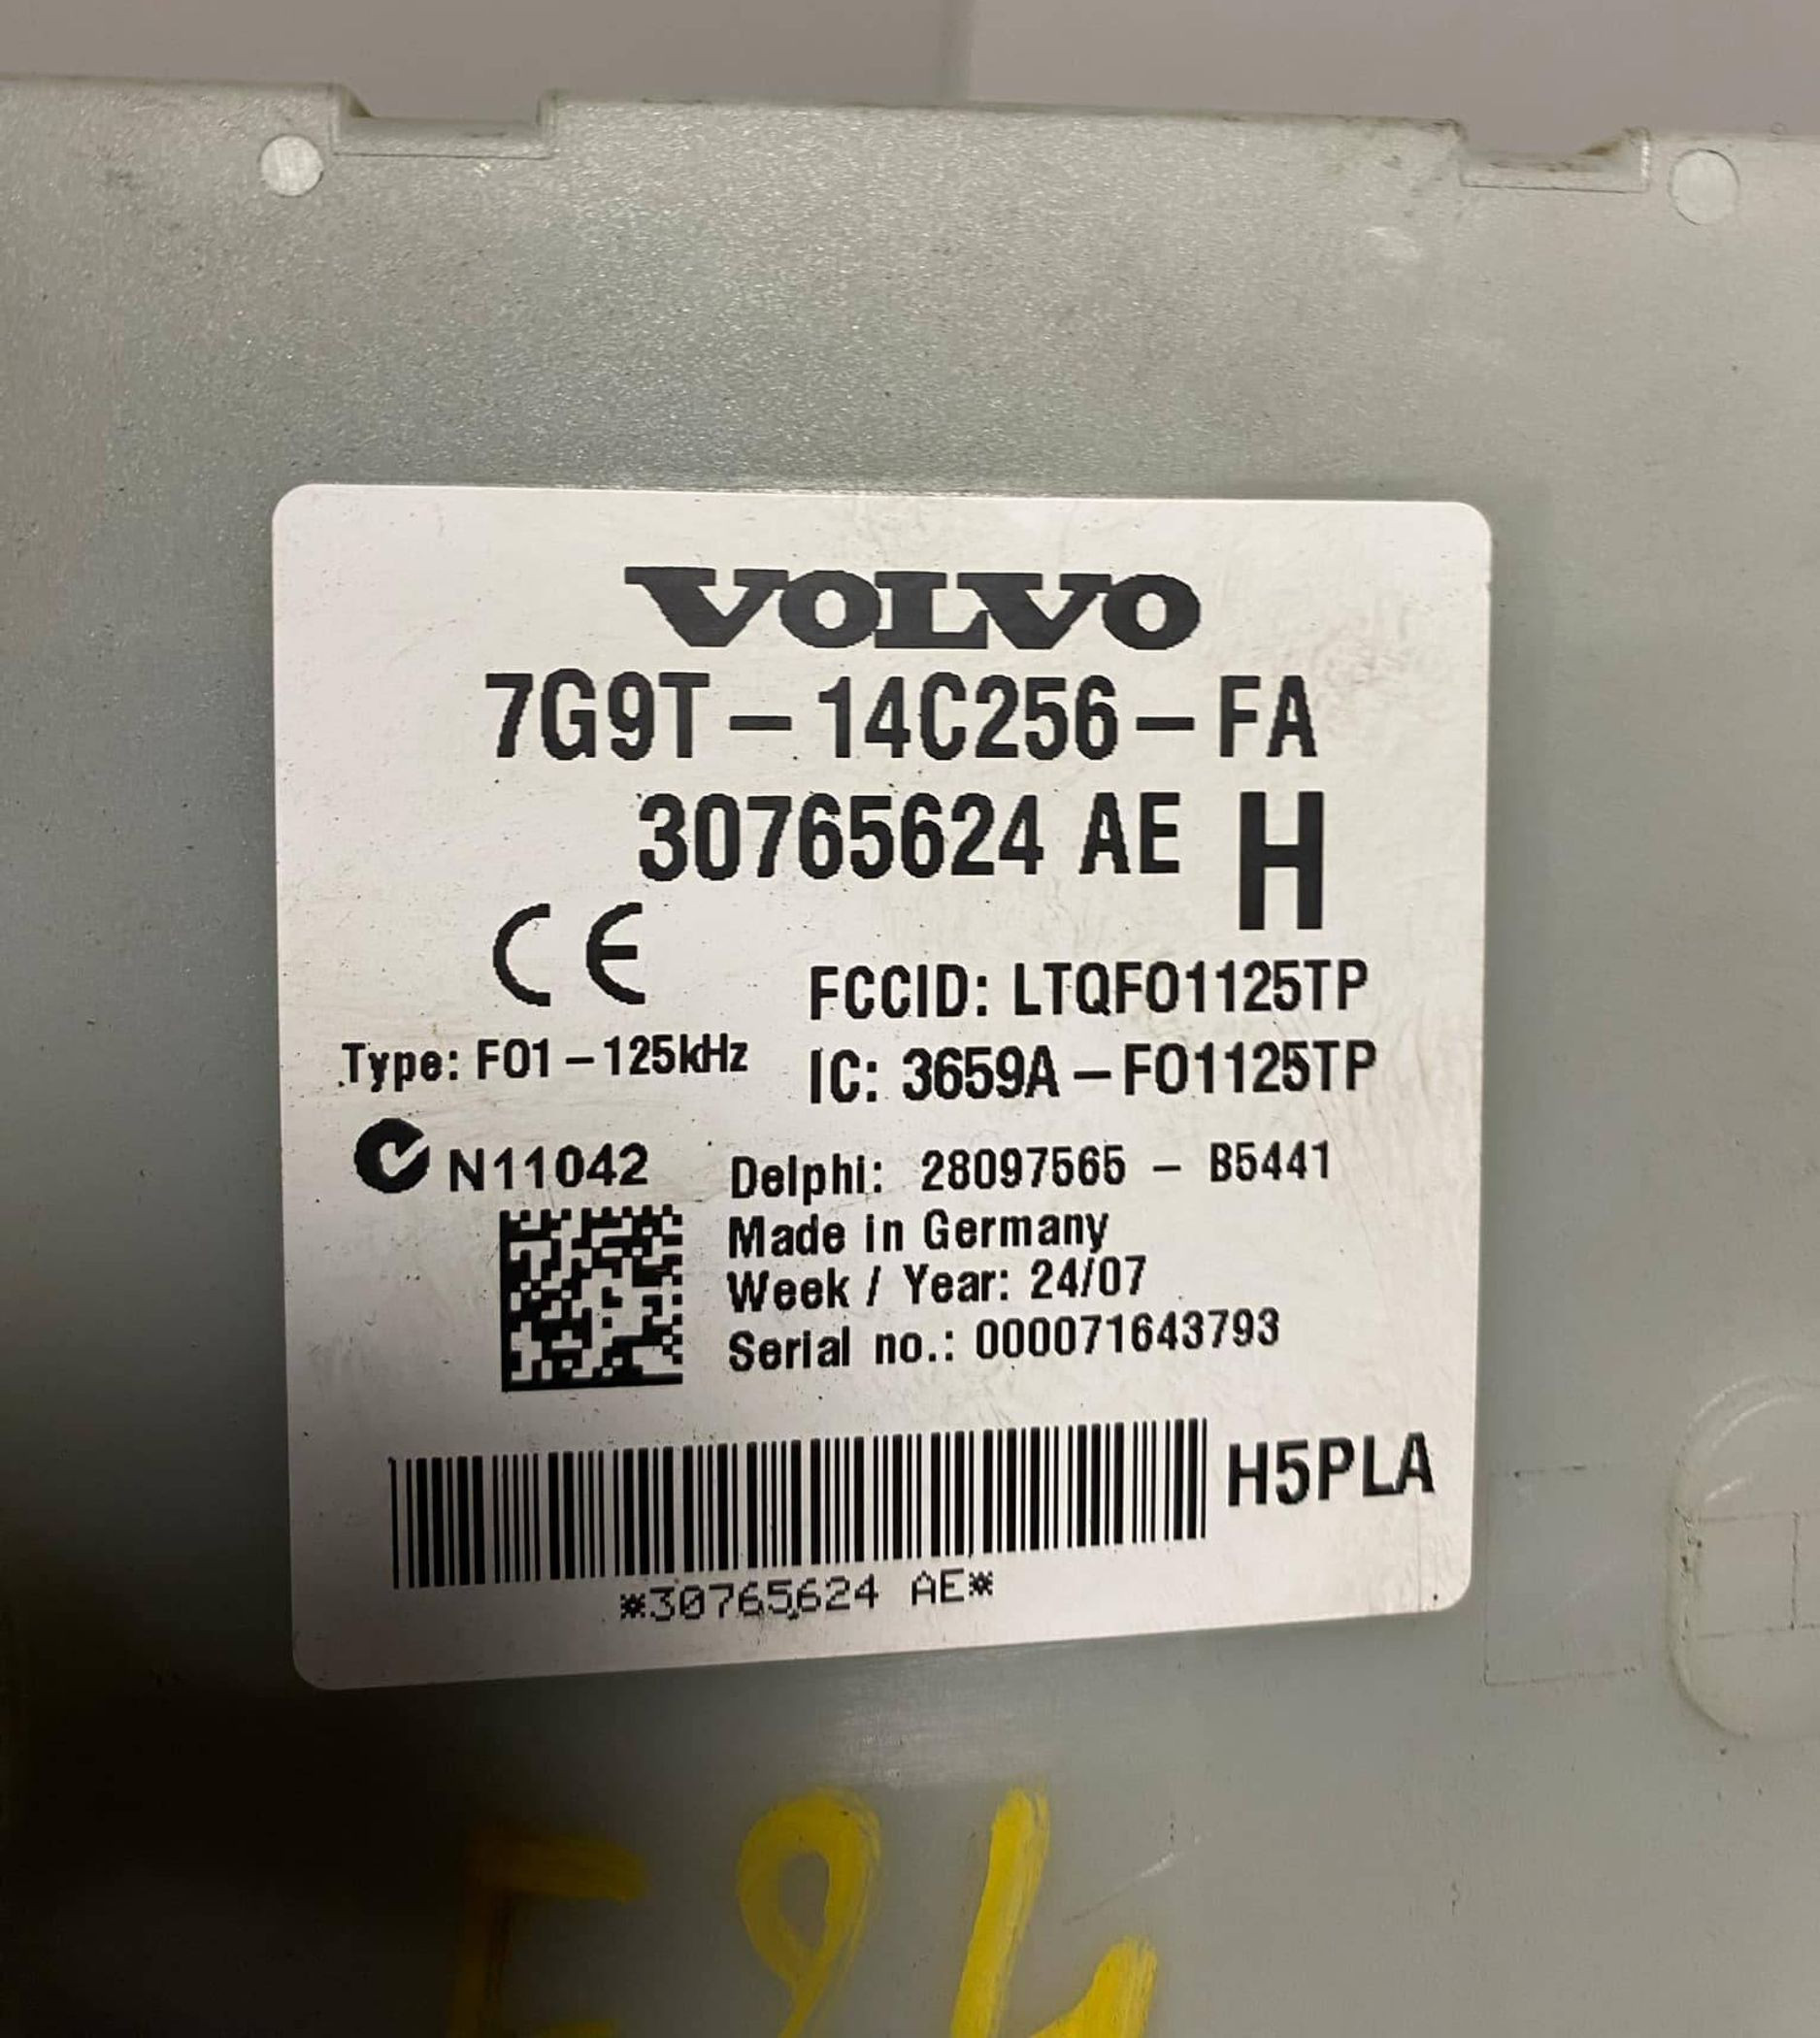 VOLVO
7G9T-14C256-FA
30765624 AE H
CE
FCCID: LTQFO1125TP
Type: FO1-125kHz
IC: 3659A-FO1125TP
N11042
Delphi: 28097565 - B5441
Made in Germany
Week / Year: 24/07
Serial no.: 000071643793
H5PLA
*30765624 AE*